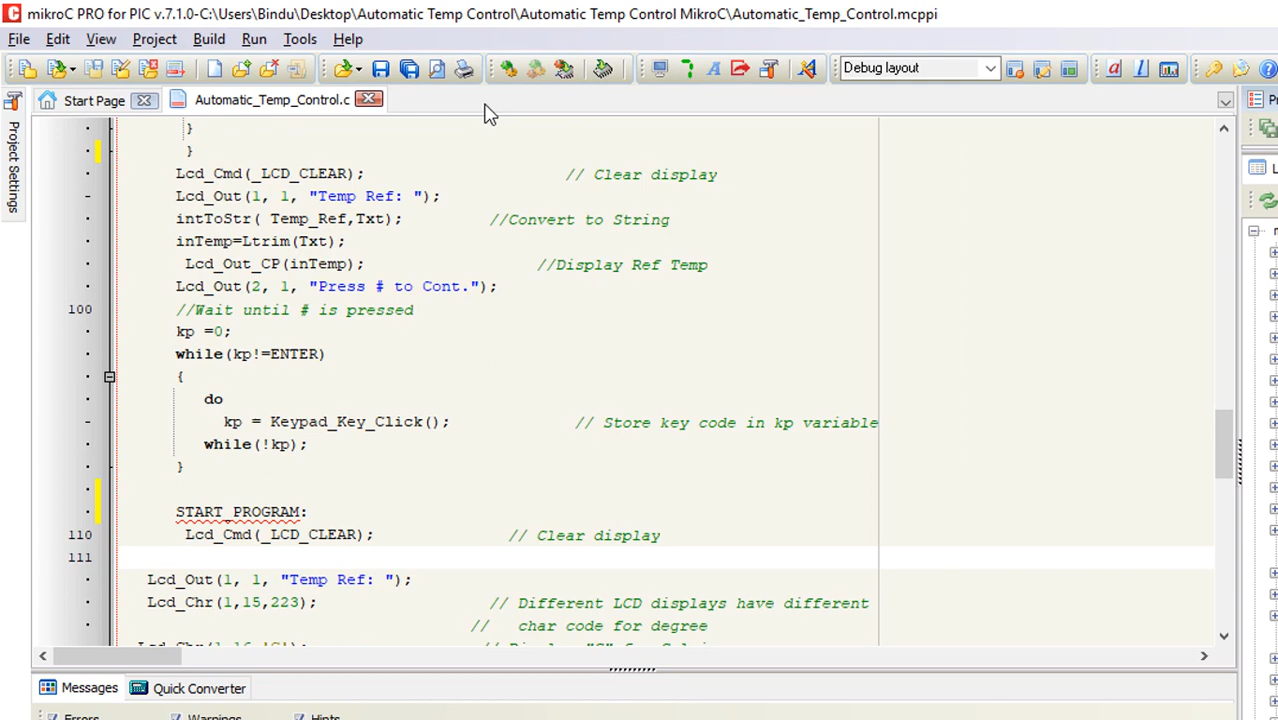 mikroC PRO for PIC v.7.1.0-C:\Users\Bindu\Desktop\Automatic Temp Control\Automatic Temp Control MikroC\Automatic_Temp_Control.mcppi
File Edit View Project Build Run Tools Help
Debug layout
Start Page Automatic_Temp_Control.c
Project Settings
}
}
Lcd_Cmd(_LCD_CLEAR); // Clear display
Lcd_Out(1, 1, "Temp Ref: ");
intToStr( Temp_Ref,Txt); //Convert to String
inTemp=Ltrim(Txt);
Lcd_Out_CP(inTemp); //Display Ref Temp
Lcd_Out(2, 1, "Press # to Cont.");
100 //Wait until # is pressed
kp =0;
while(kp!=ENTER)
{
do
kp = Keypad_Key_Click(); // Store key code in kp variable
while(!kp);
}
START_PROGRAM:
110 Lcd_Cmd(_LCD_CLEAR); // Clear display
111
Lcd_Out(1, 1, "Temp Ref: ");
Lcd_Chr(1,15,223); // Different LCD displays have different
// char code for degree
Messages Quick Converter
Errors Warnings Hints